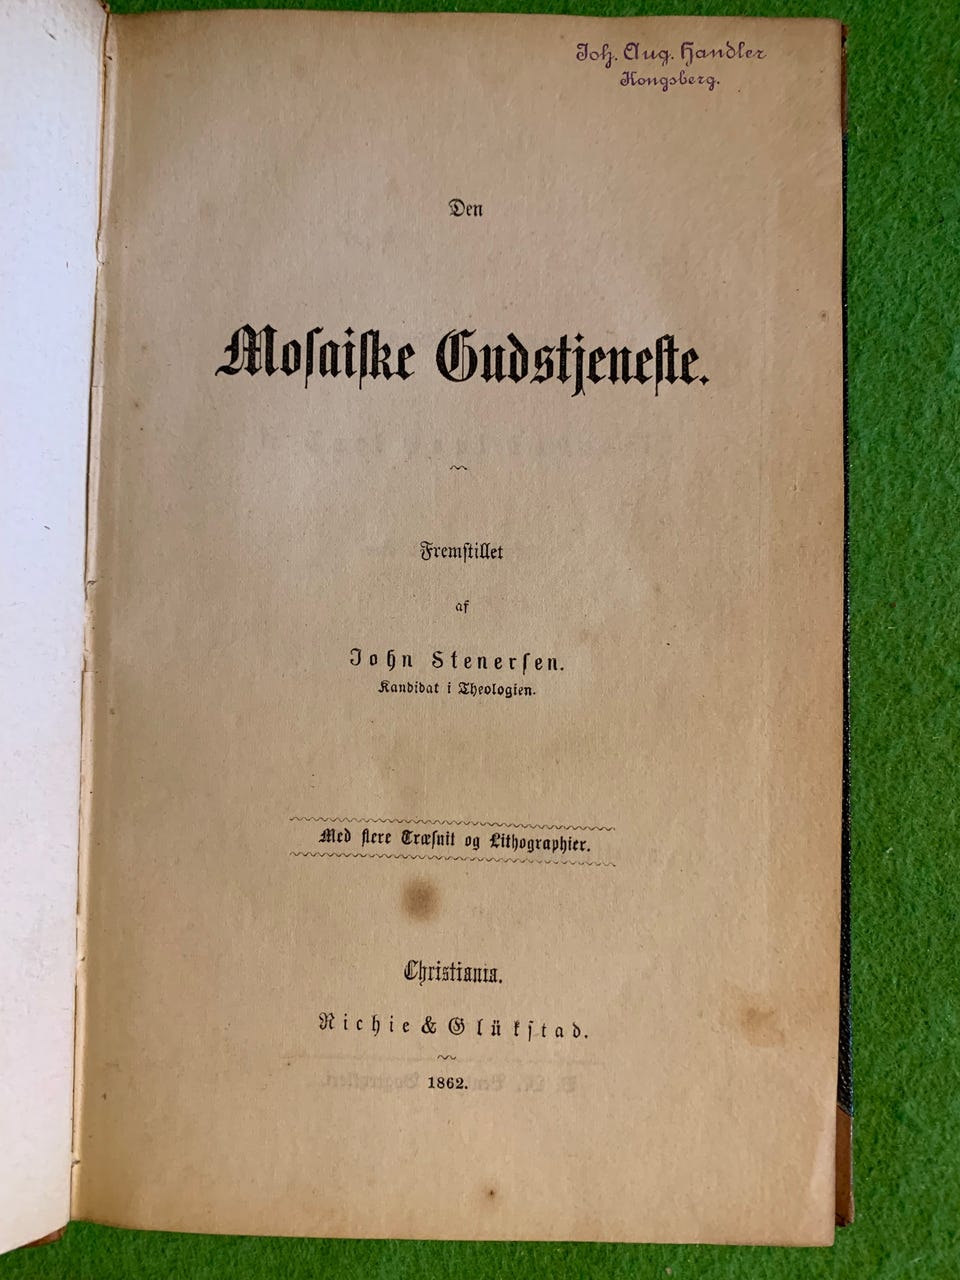 Joh. Aug. Handler
Kongsberg.
Den
Mosaiske Gudstjeneste.
Fremstillet
af
John Stenersen.
Kandidat i Theologien.
Med flere Træsnit og Lithographier.
Christiania.
Richie & Glükstad.
1862.